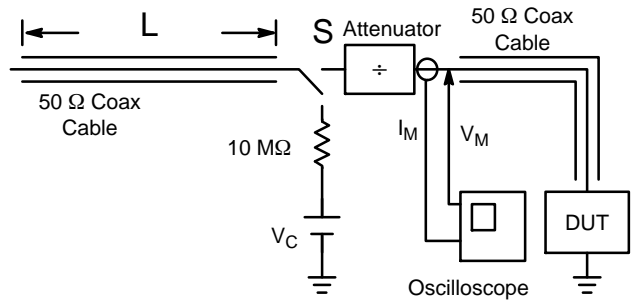 L
S
Attenuator
÷
50 Ω Coax
Cable
50 Ω Coax
Cable
10 MΩ
I_M
V_M
V_C
DUT
Oscilloscope